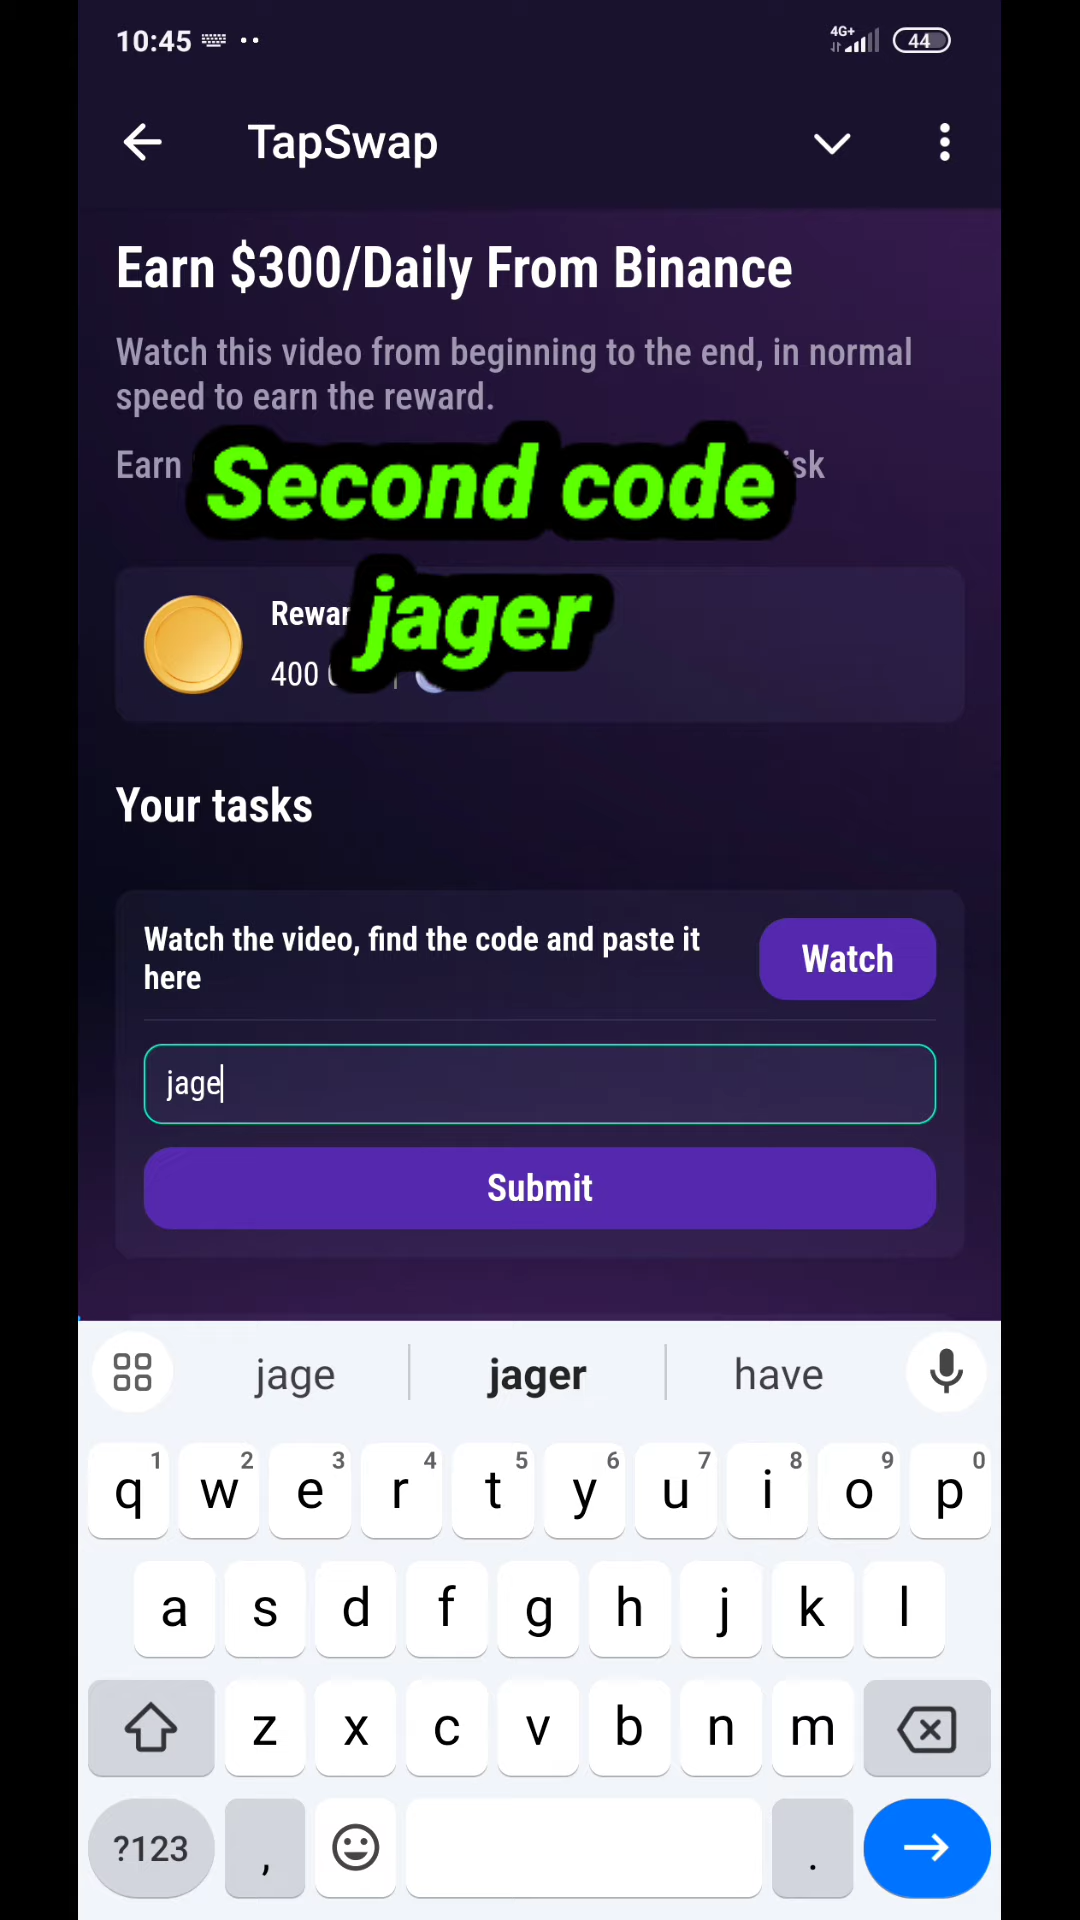 10:45
4G+
44
TapSwap
Earn $300/Daily From Binance
Watch this video from beginning to the end, in normal
speed to earn the reward.
Earn
Second code
jager
400
Your tasks
Watch the video, find the code and paste it
here
Watch
jage
Submit
jage jager have
1 2 3 4 5 6 7 8 9 0
q w e r t y u i o p
a s d f g h j k l
z x c v b n m
?123 , .